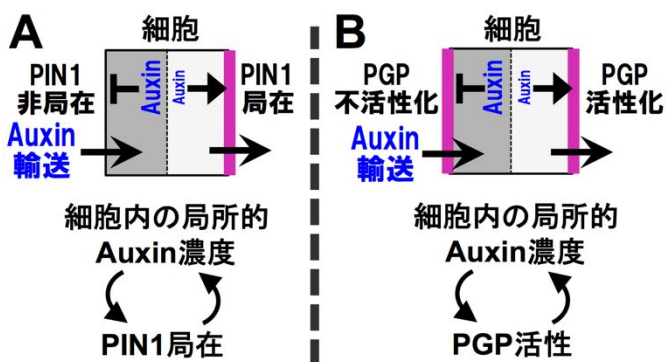 A
細胞
PIN1
非局在
Auxin
Auxin
PIN1
局在
Auxin
輸送
細胞内の局所的
Auxin濃度
PIN1局在
B
細胞
PGP
不活性化
Auxin
Auxin
PGP
活性化
Auxin
輸送
細胞内の局所的
Auxin濃度
PGP活性